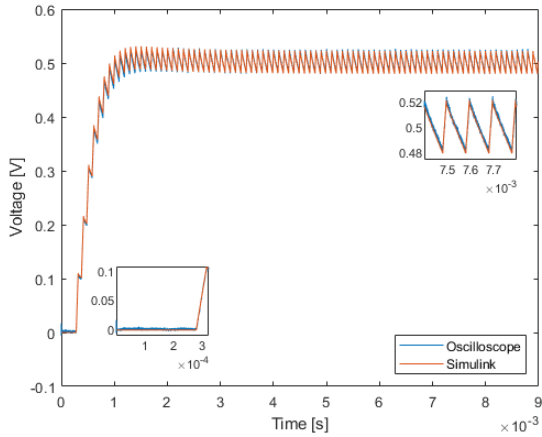 0.6
0.5
0.4
0.3
0.2
0.1
0
-0.1
Voltage [V]
0.52
0.5
0.48
7.5 7.6 7.7
×10⁻³
0.1
0.05
0
1 2 3
×10⁻⁴
Oscilloscope
Simulink
0 1 2 3 4 5 6 7 8 9
Time [s]
×10⁻³